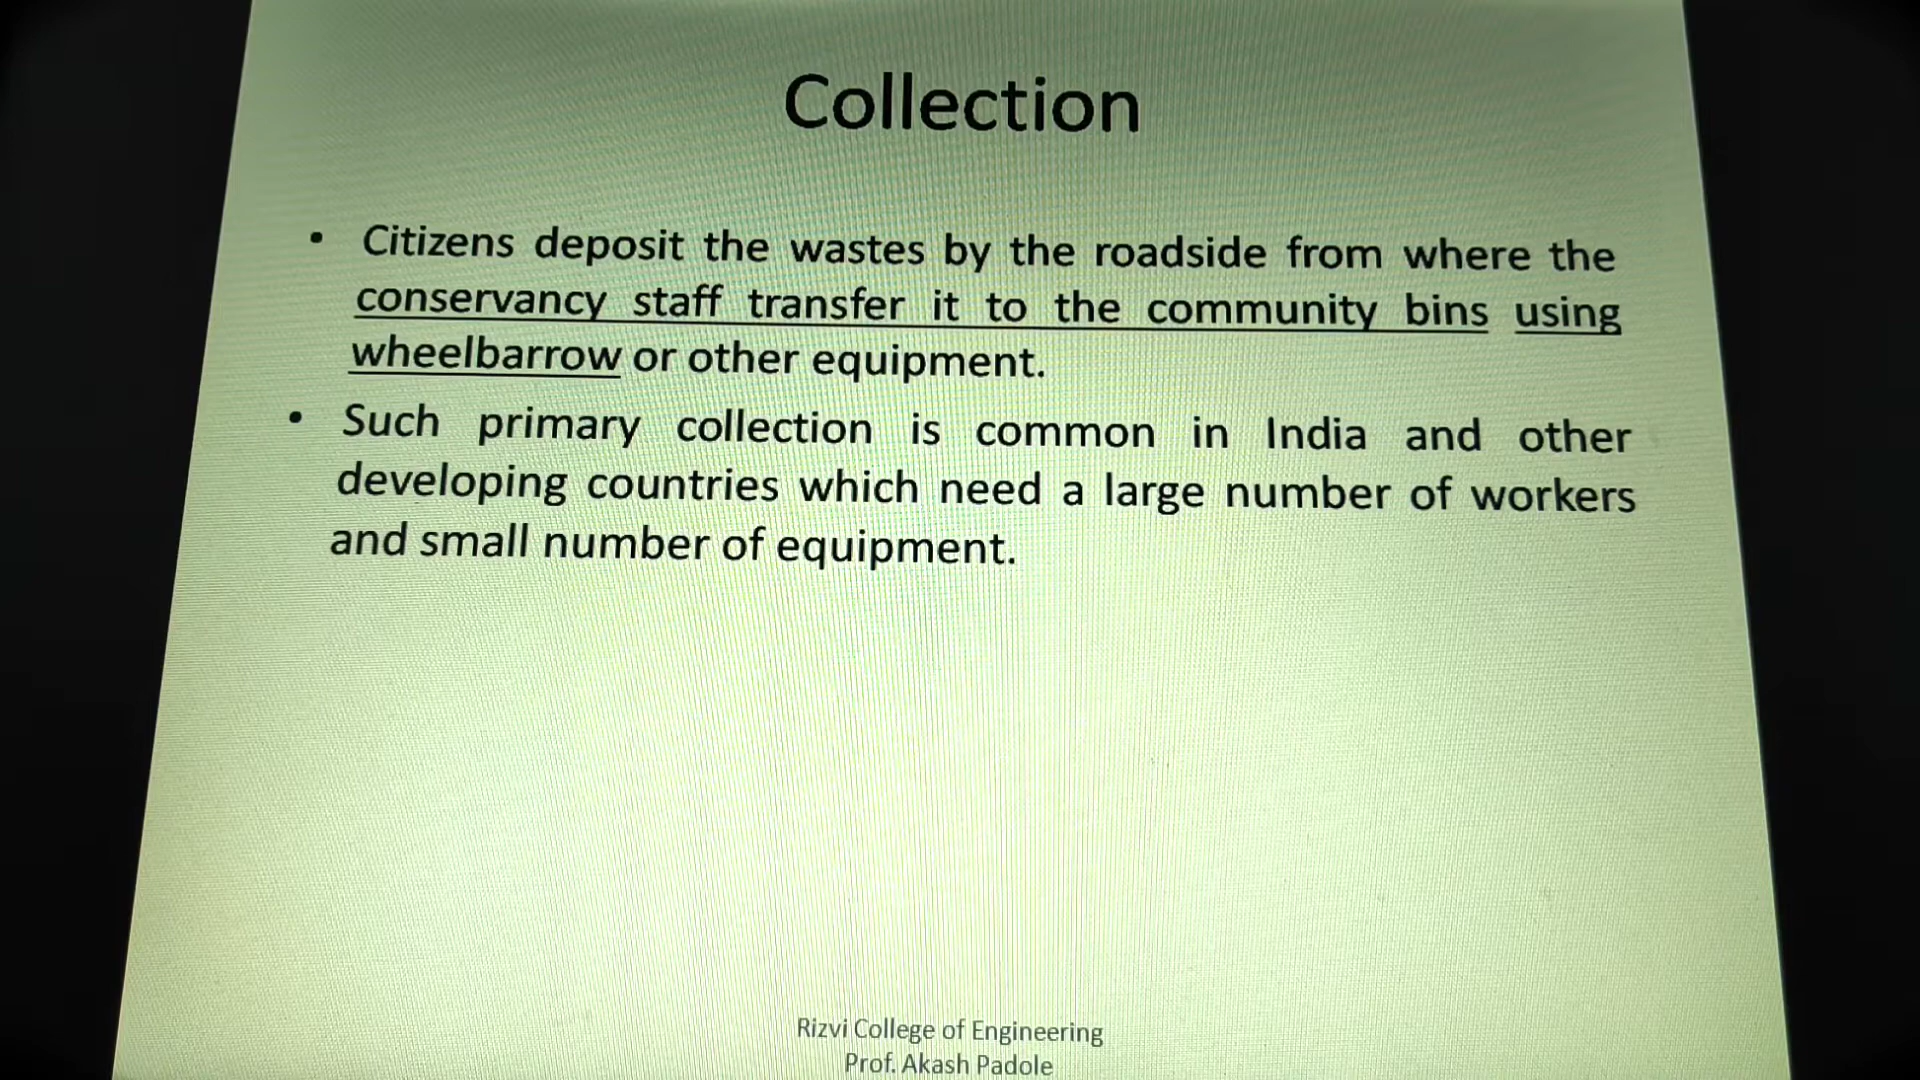 Collection
• Citizens deposit the wastes by the roadside from where the
conservancy staff transfer it to the community bins using
wheelbarrow or other equipment.
• Such primary collection is common in India and other
developing countries which need a large number of workers
and small number of equipment.
Rizvi College of Engineering
Prof. Akash Padole